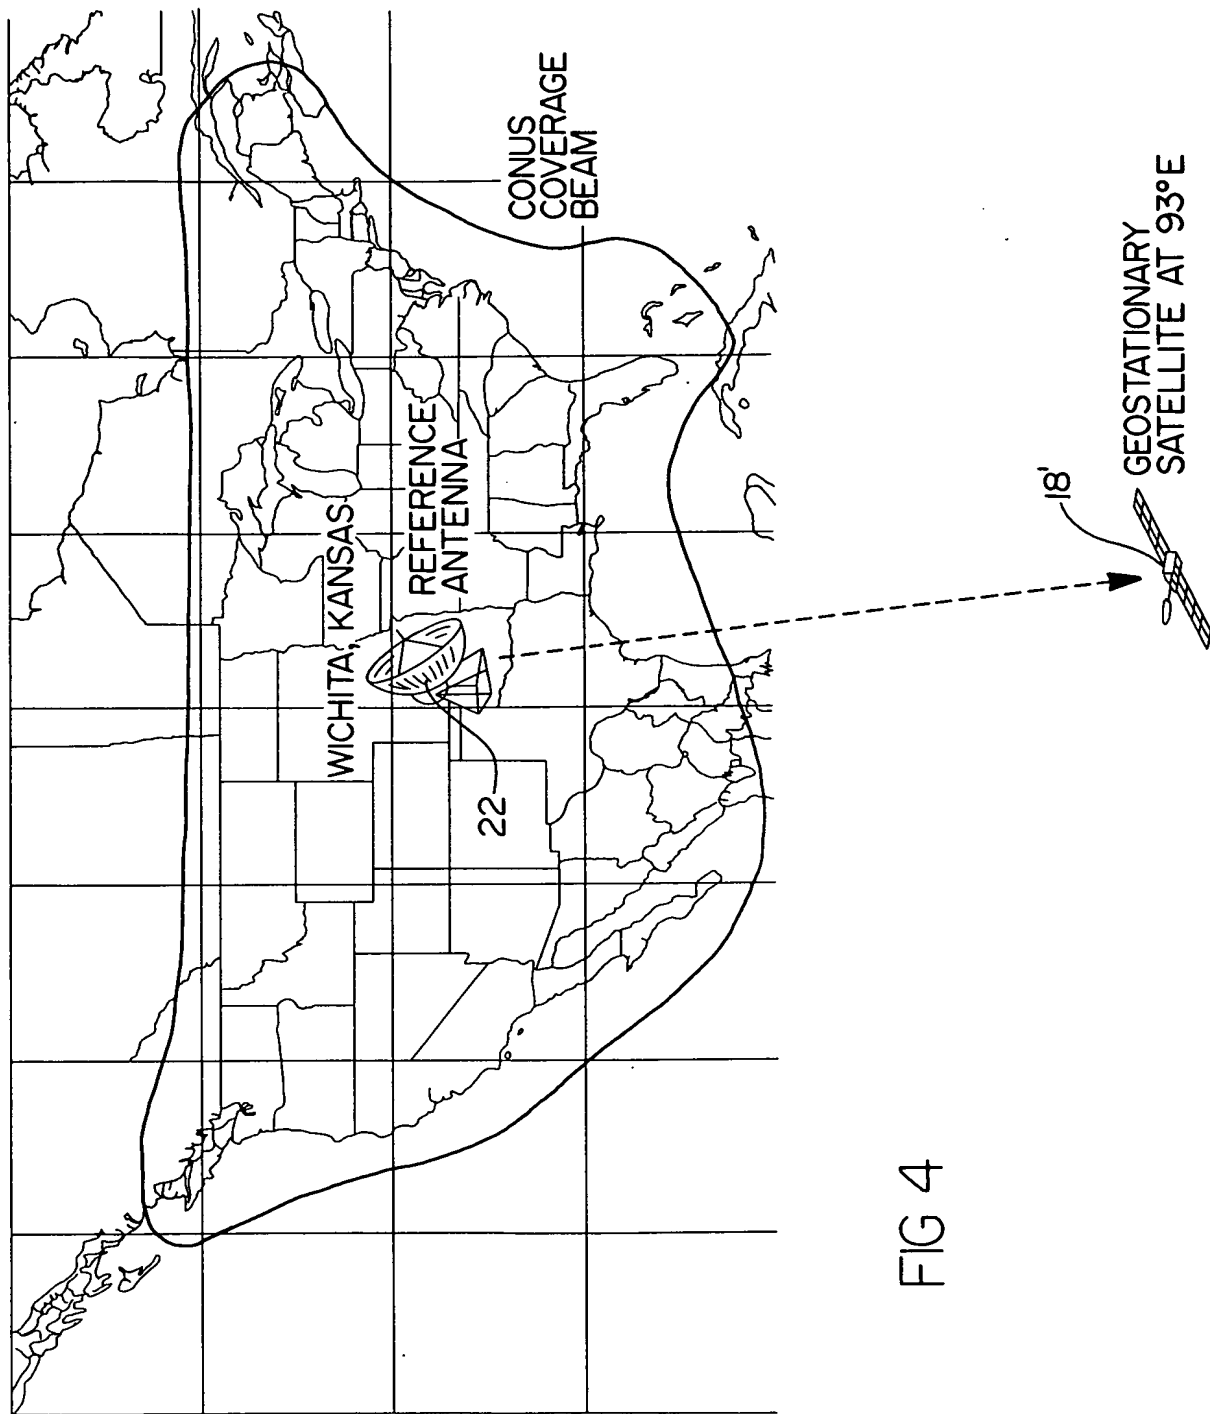 CONUS
COVERAGE
BEAM
WICHITA, KANSAS
REFERENCE
ANTENNA
22
18'
GEOSTATIONARY
SATELLITE AT 93°E
FIG 4